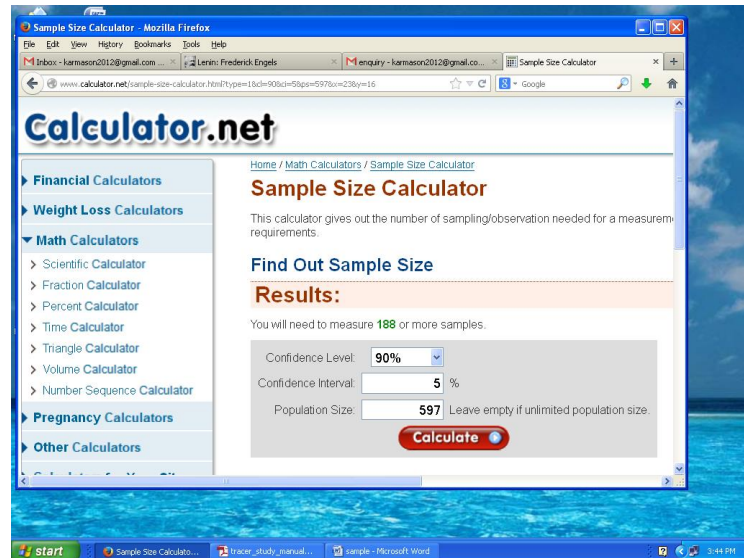 Sample Size Calculator - Mozilla Firefox
File Edit View History Bookmarks Tools Help
Inbox - karmason2012@gmail.com ... × Lenin: Frederick Engels × enquiry - karmason2012@gmail.co... × Sample Size Calculator × +
www.calculator.net/sample-size-calculator.html?type=1&cl=90&ci=5&ps=597&x=23&y=16 Google
Calculator.net
Home / Math Calculators / Sample Size Calculator
Financial Calculators
Sample Size Calculator
Weight Loss Calculators
This calculator gives out the number of sampling/observation needed for a measureme
requirements.
Math Calculators
Scientific Calculator
Find Out Sample Size
Fraction Calculator
Results:
Percent Calculator
Time Calculator
You will need to measure 188 or more samples.
Triangle Calculator
Confidence Level: 90%
Volume Calculator
Confidence Interval: 5 %
Number Sequence Calculator
Population Size: 597 Leave empty if unlimited population size.
Pregnancy Calculators
Calculate
Other Calculators
start Sample Size Calculato... tracer_study_manual... sample - Microsoft Word 3:44 PM